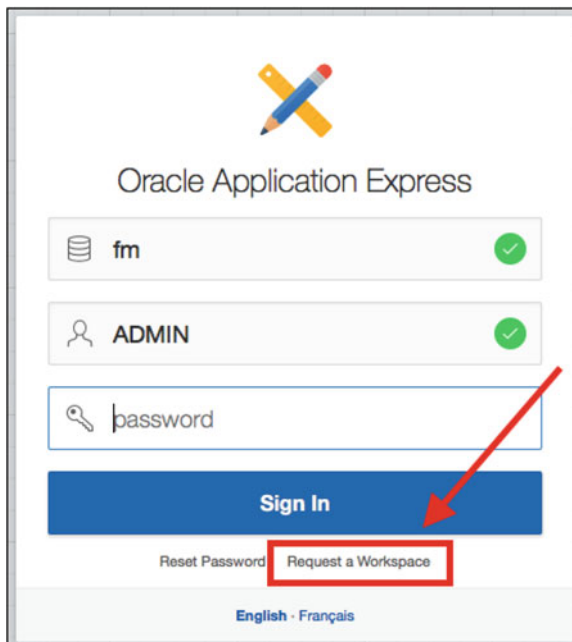 Oracle Application Express
fm
ADMIN
password
Sign In
Reset Password Request a Workspace
English · Français